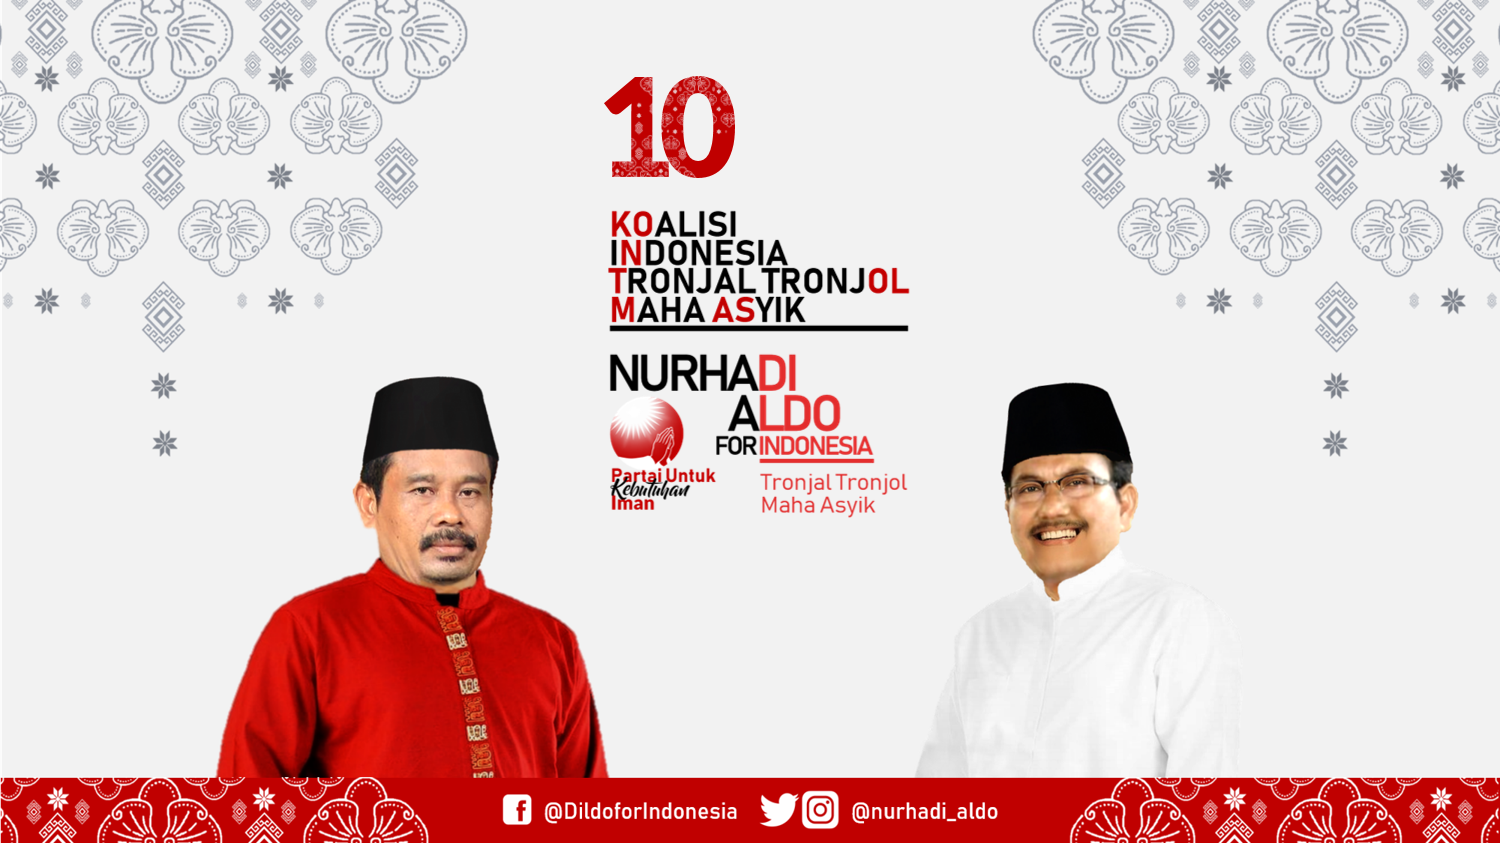 10
KOALISI
INDONESIA
TRONJAL TRONJOL
MAHA ASYIK
NURHADI
ALDO
FOR INDONESIA
Partai Untuk
Kebutuhan
Iman
Tronjal Tronjol
Maha Asyik
@DildoforIndonesia
@nurhadi_aldo